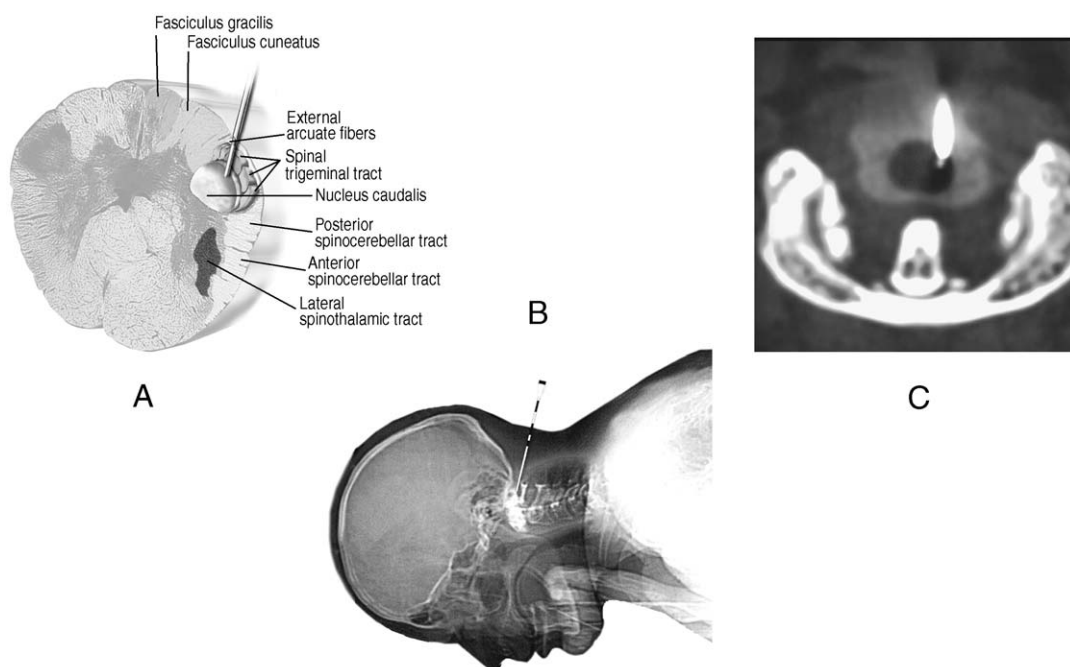 Fasciculus gracilis
Fasciculus cuneatus
External
arcuate fibers
Spinal
trigeminal tract
Nucleus caudalis
Posterior
spinocerebellar tract
Anterior
spinocerebellar tract
Lateral
spinothalamic tract
A
B
C